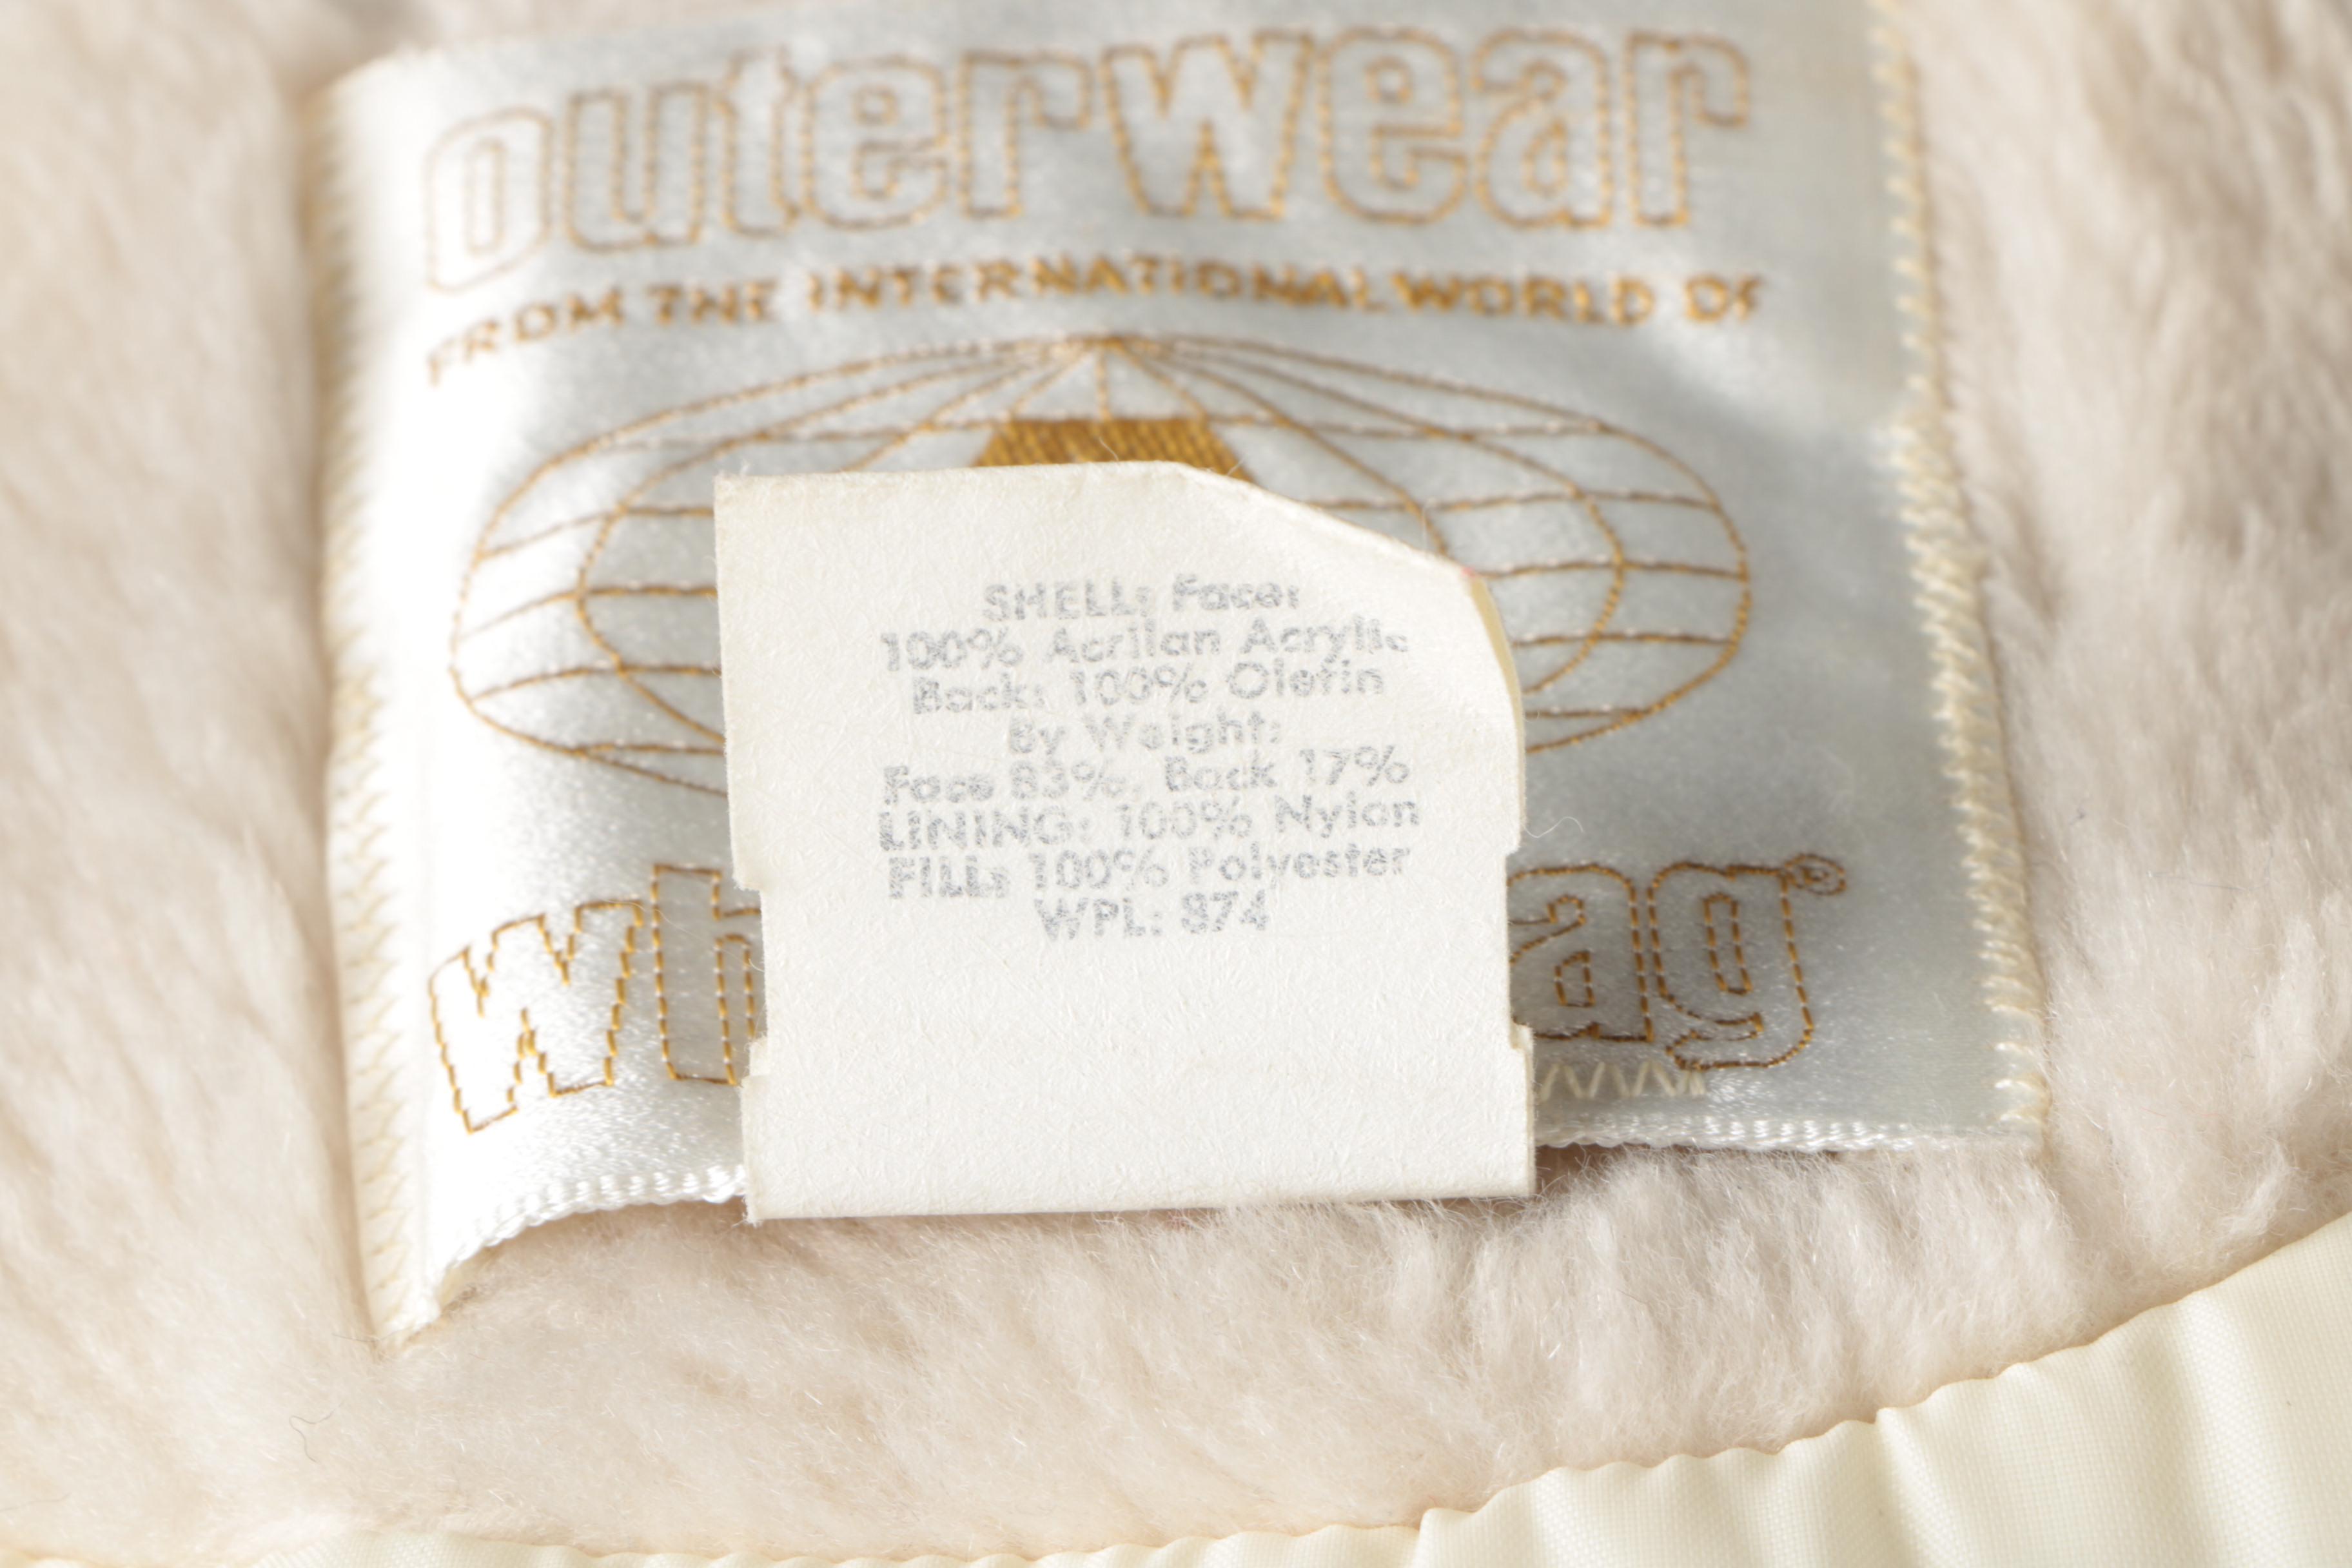 outerwear
FROM THE INTERNATIONAL WORLD OF
SHELL: Face:
100% Acrilan Acrylic
Back: 100% Olefin
By Weight:
Face 83%, Back 17%
LINING: 100% Nylon
FILL: 100% Polyester
WPL: 874